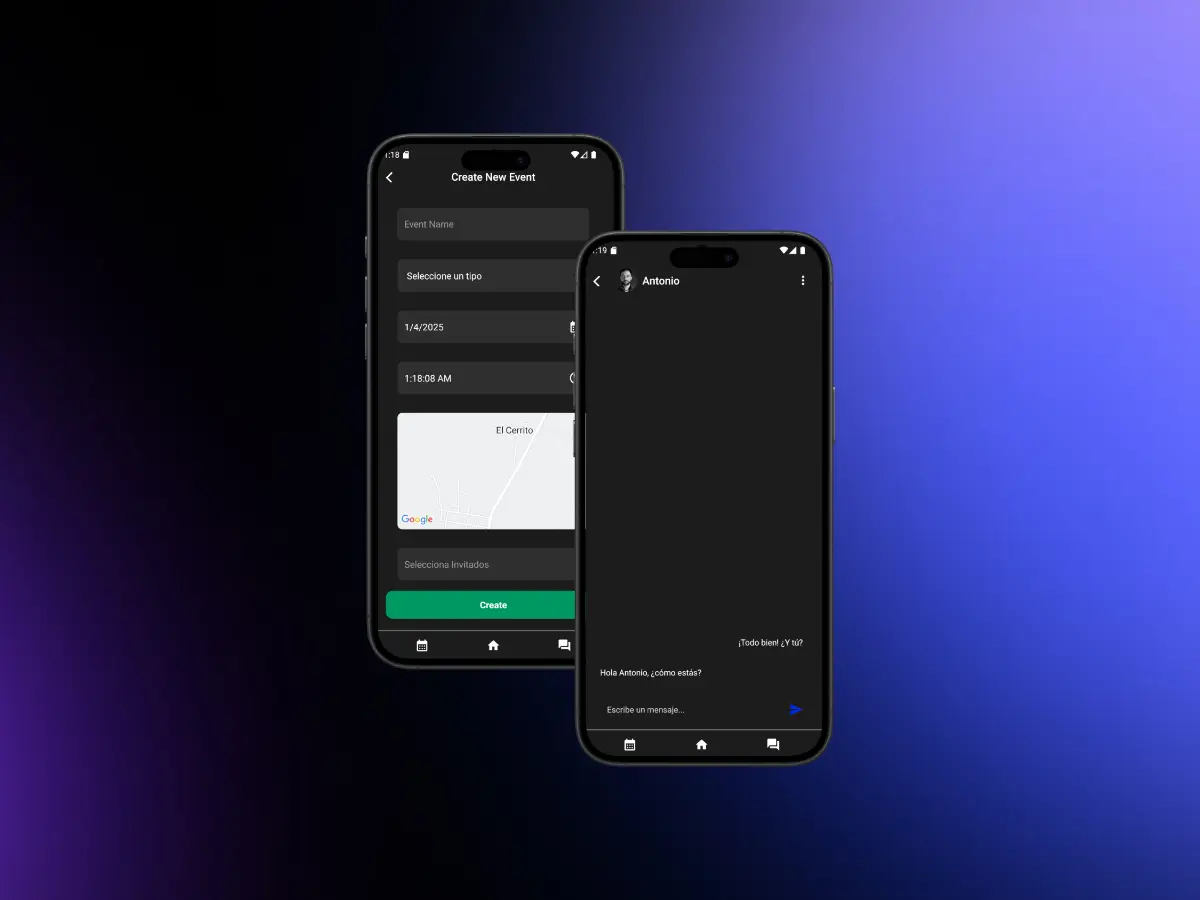 1:18
Create New Event
Event Name
Seleccione un tipo
1/4/2025
1:18:08 AM
El Cerrito
Google
Selecciona Invitados
Create
:19
Antonio
¡Todo bien! ¿Y tú?
Hola Antonio, ¿cómo estás?
Escribe un mensaje...